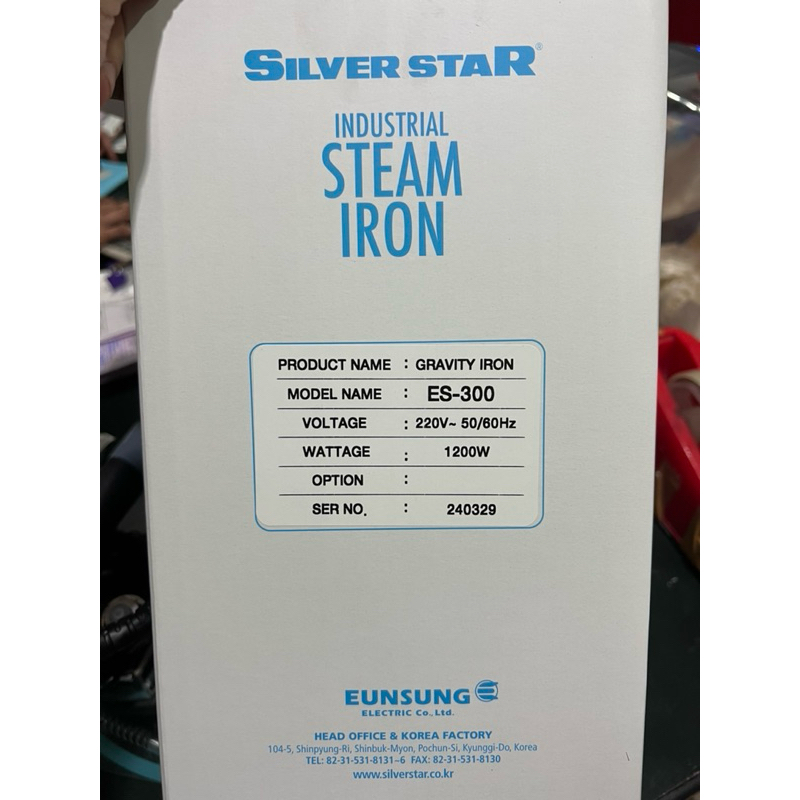 SILVER STAR®
INDUSTRIAL
STEAM
IRON
PRODUCT NAME : GRAVITY IRON
MODEL NAME : ES-300
VOLTAGE : 220V~ 50/60Hz
WATTAGE : 1200W
OPTION :
SER NO. : 240329
EUNSUNG
ELECTRIC Co., Ltd.
HEAD OFFICE & KOREA FACTORY
104-5, Shinpyung-Ri, Shinbuk-Myon, Pochun-Si, Kyunggi-Do, Korea
TEL: 82-31-531-8131~6 FAX: 82-31-531-8130
www.silverstar.co.kr